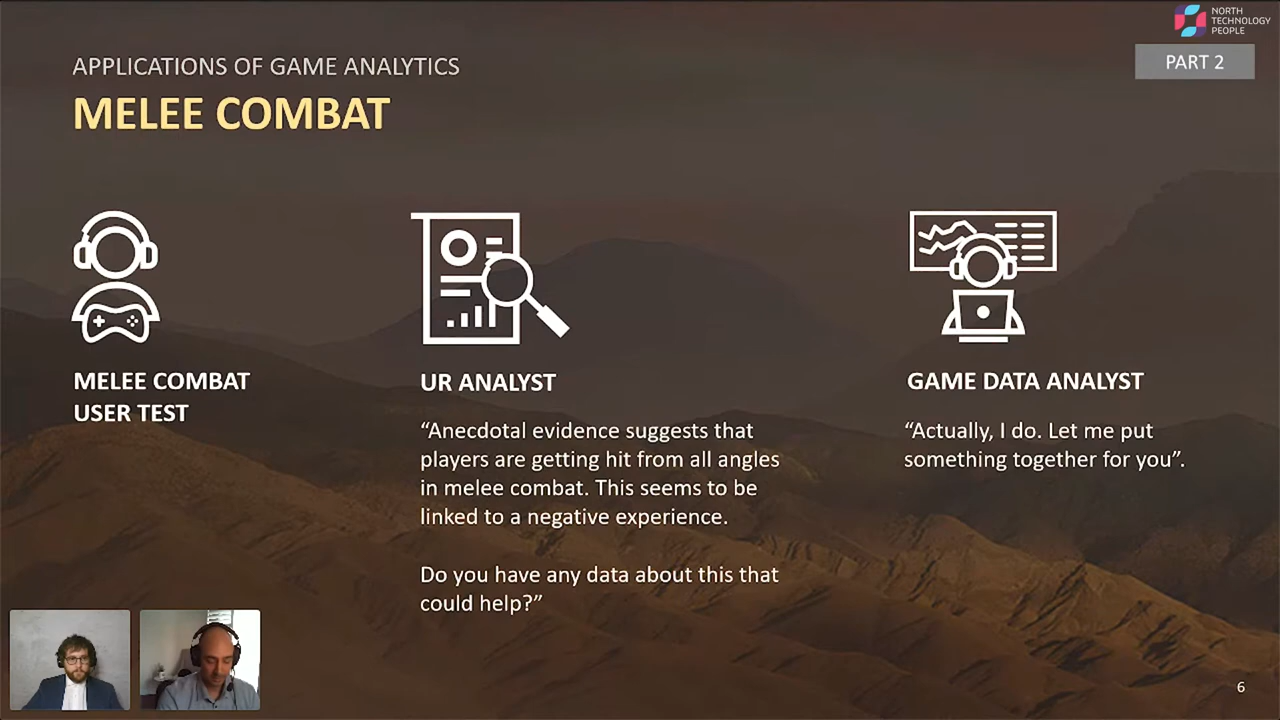 NORTH
TECHNOLOGY
PEOPLE
PART 2
APPLICATIONS OF GAME ANALYTICS
MELEE COMBAT
MELEE COMBAT
USER TEST
UR ANALYST
“Anecdotal evidence suggests that
players are getting hit from all angles
in melee combat. This seems to be
linked to a negative experience.
Do you have any data about this that
could help?”
GAME DATA ANALYST
“Actually, I do. Let me put
something together for you”.
6